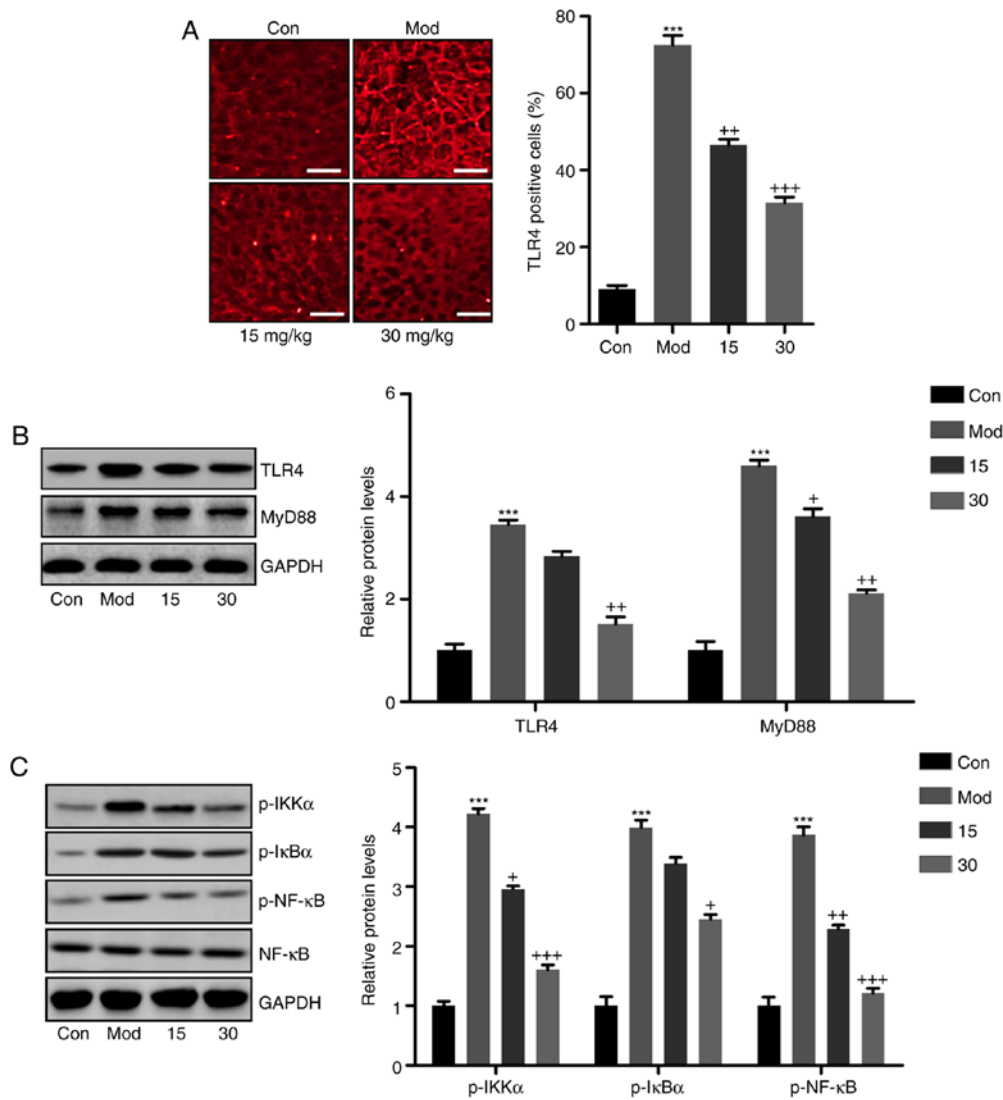 A
Con Mod
15 mg/kg 30 mg/kg
TLR4 positive cells (%)
80
60
40
20
0
***
++
+++
Con Mod 15 30
B
TLR4
MyD88
GAPDH
Con Mod 15 30
Relative protein levels
6
4
2
0
***
++
***
+
++
TLR4 MyD88
Con
Mod
15
30
C
p-IKKα
p-IκBα
p-NF-κB
NF-κB
GAPDH
Con Mod 15 30
Relative protein levels
5
4
3
2
1
0
***
+
+++
***
+
***
++
+++
p-IKKα p-IκBα p-NF-κB
Con
Mod
15
30